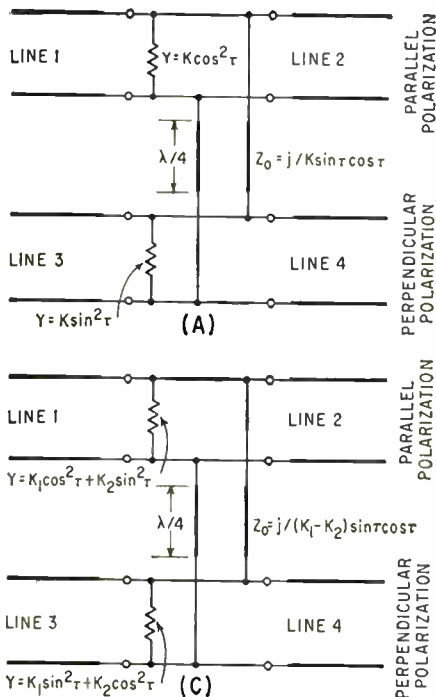 LINE 1
Y=Kcos²τ
LINE 2
PARALLEL
POLARIZATION
λ/4
Z₀=j/Ksinτcosτ
LINE 3
LINE 4
PERPENDICULAR
POLARIZATION
Y=Ksin²τ
(A)
LINE 1
LINE 2
PARALLEL
POLARIZATION
Y=K₁cos²τ+K₂sin²τ
λ/4
Z₀=j/(K₁-K₂)sinτcosτ
LINE 3
LINE 4
PERPENDICULAR
POLARIZATION
Y=K₁sin²τ+K₂cos²τ
(C)